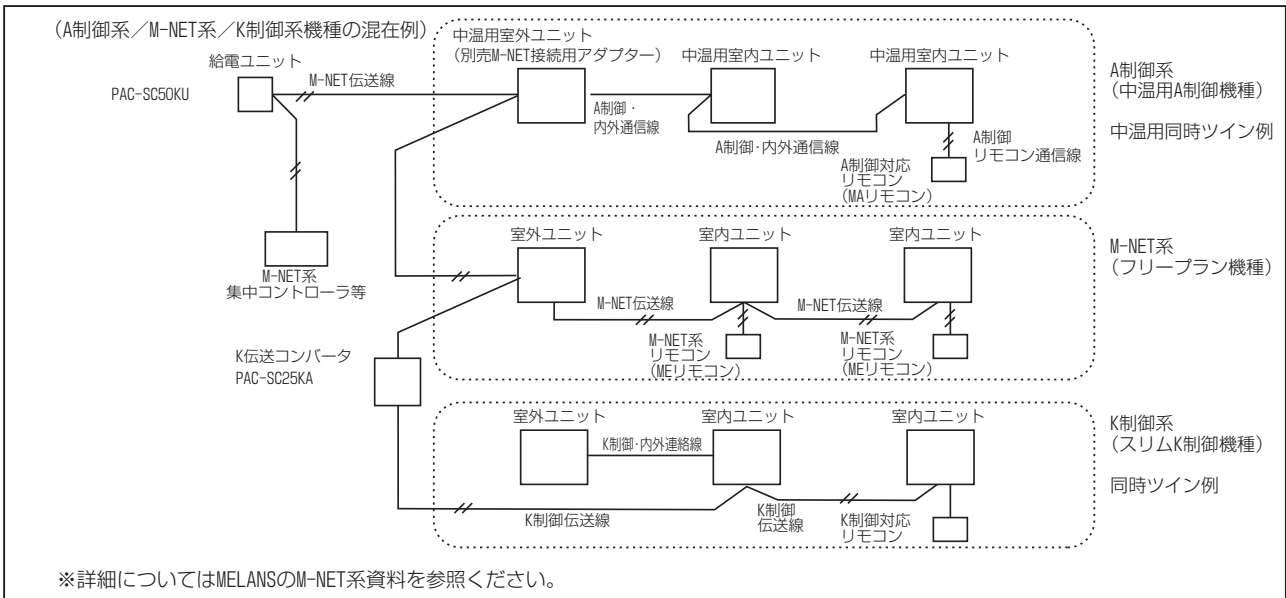 (A制御系／M-NET系／K制御系機種の混在例)
給電ユニット
PAC-SC50KU
M-NET伝送線
M-NET系
集中コントローラ等
中温用室外ユニット
(別売M-NET接続用アダプター)
中温用室内ユニット
中温用室内ユニット
A制御・
内外通信線
A制御・内外通信線
A制御
リモコン通信線
A制御対応
リモコン
(MAリモコン)
A制御系
(中温用A制御機種)
中温用同時ツイン例
室外ユニット
室内ユニット
室内ユニット
M-NET伝送線
M-NET伝送線
M-NET系
リモコン
(MEリモコン)
M-NET系
リモコン
(MEリモコン)
M-NET系
(フリープラン機種)
K伝送コンバータ
PAC-SC25KA
室外ユニット
室内ユニット
室内ユニット
K制御・内外連絡線
K制御伝送線
K制御
伝送線
K制御対応
リモコン
K制御系
(スリムK制御機種)
同時ツイン例
※詳細についてはMELANSのM-NET系資料を参照ください。